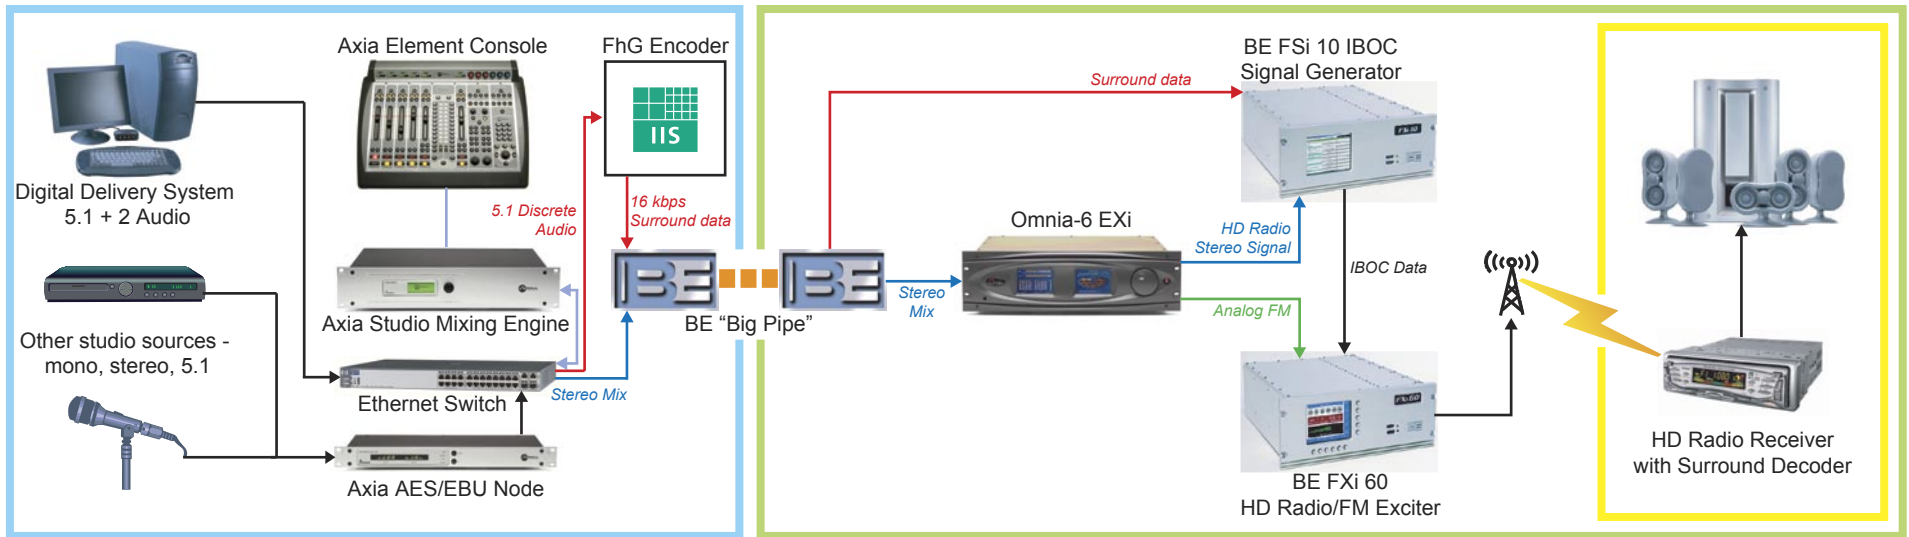 Axia Element Console
FhG Encoder
IIS
Digital Delivery System
5.1 + 2 Audio
5.1 Discrete
Audio
16 kbps
Surround data
Axia Studio Mixing Engine
Other studio sources -
mono, stereo, 5.1
Ethernet Switch
Stereo Mix
Axia AES/EBU Node
BE
BE
BE “Big Pipe”
Surround data
BE FSi 10 IBOC
Signal Generator
Stereo
Mix
Omnia-6 EXi
HD Radio
Stereo Signal
Analog FM
IBOC Data
FXi 60
BE FXi 60
HD Radio/FM Exciter
HD Radio Receiver
with Surround Decoder